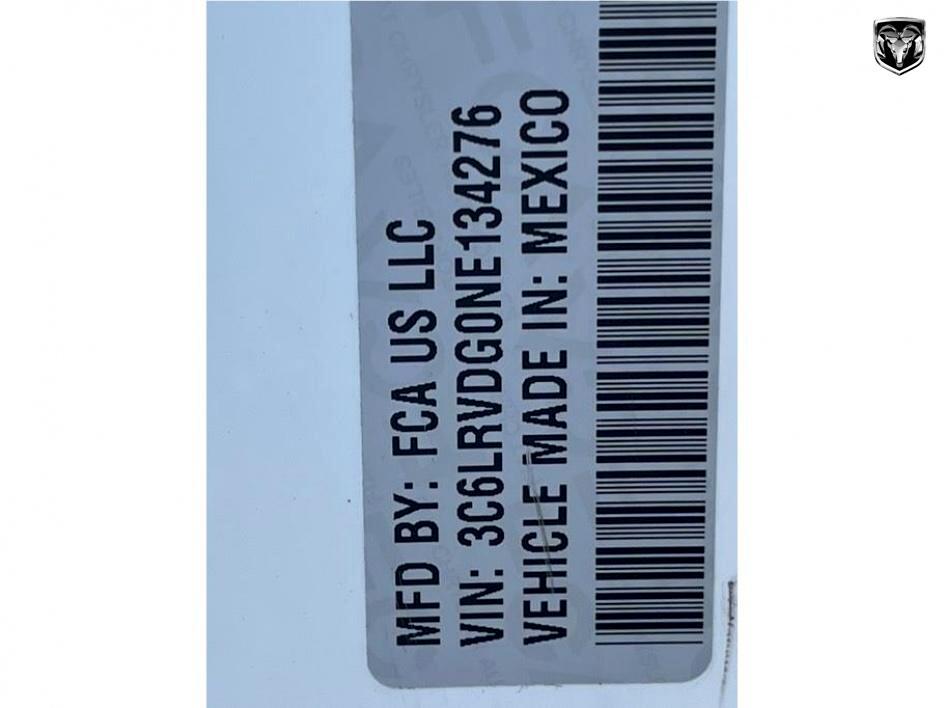 MFD BY: FCA US LLC
VIN: 3C6LRVDG0NE134276
VEHICLE MADE IN: MEXICO